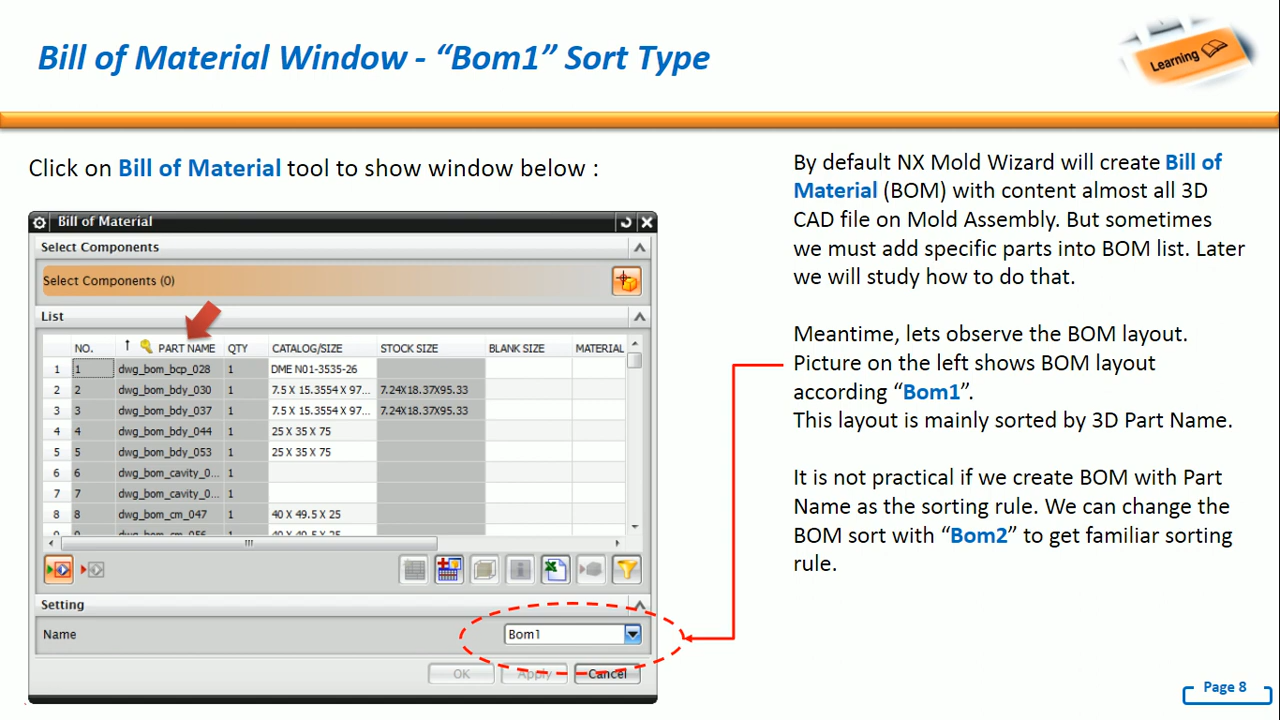 Bill of Material Window - “Bom1” Sort Type
Learning
Click on Bill of Material tool to show window below :
Bill of Material
Select Components
Select Components (0)
List
NO. PART NAME QTY CATALOG/SIZE STOCK SIZE BLANK SIZE MATERIAL
1 1 dwg_bom_bcp_028 1 DME N01-3535-26
2 2 dwg_bom_bdy_030 1 7.5 X 15.3554 X 97... 7.24X18.37X95.33
3 3 dwg_bom_bdy_037 1 7.5 X 15.3554 X 97... 7.24X18.37X95.33
4 4 dwg_bom_bdy_044 1 25 X 35 X 75
5 5 dwg_bom_bdy_053 1 25 X 35 X 75
6 6 dwg_bom_cavity_0... 1
7 7 dwg_bom_cavity_0... 1
8 8 dwg_bom_cm_047 1 40 X 49.5 X 25
Setting
Name Bom1
OK Apply Cancel
By default NX Mold Wizard will create Bill of
Material (BOM) with content almost all 3D
CAD file on Mold Assembly. But sometimes
we must add specific parts into BOM list. Later
we will study how to do that.
Meantime, lets observe the BOM layout.
Picture on the left shows BOM layout
according “Bom1”.
This layout is mainly sorted by 3D Part Name.
It is not practical if we create BOM with Part
Name as the sorting rule. We can change the
BOM sort with “Bom2” to get familiar sorting
rule.
Page 8